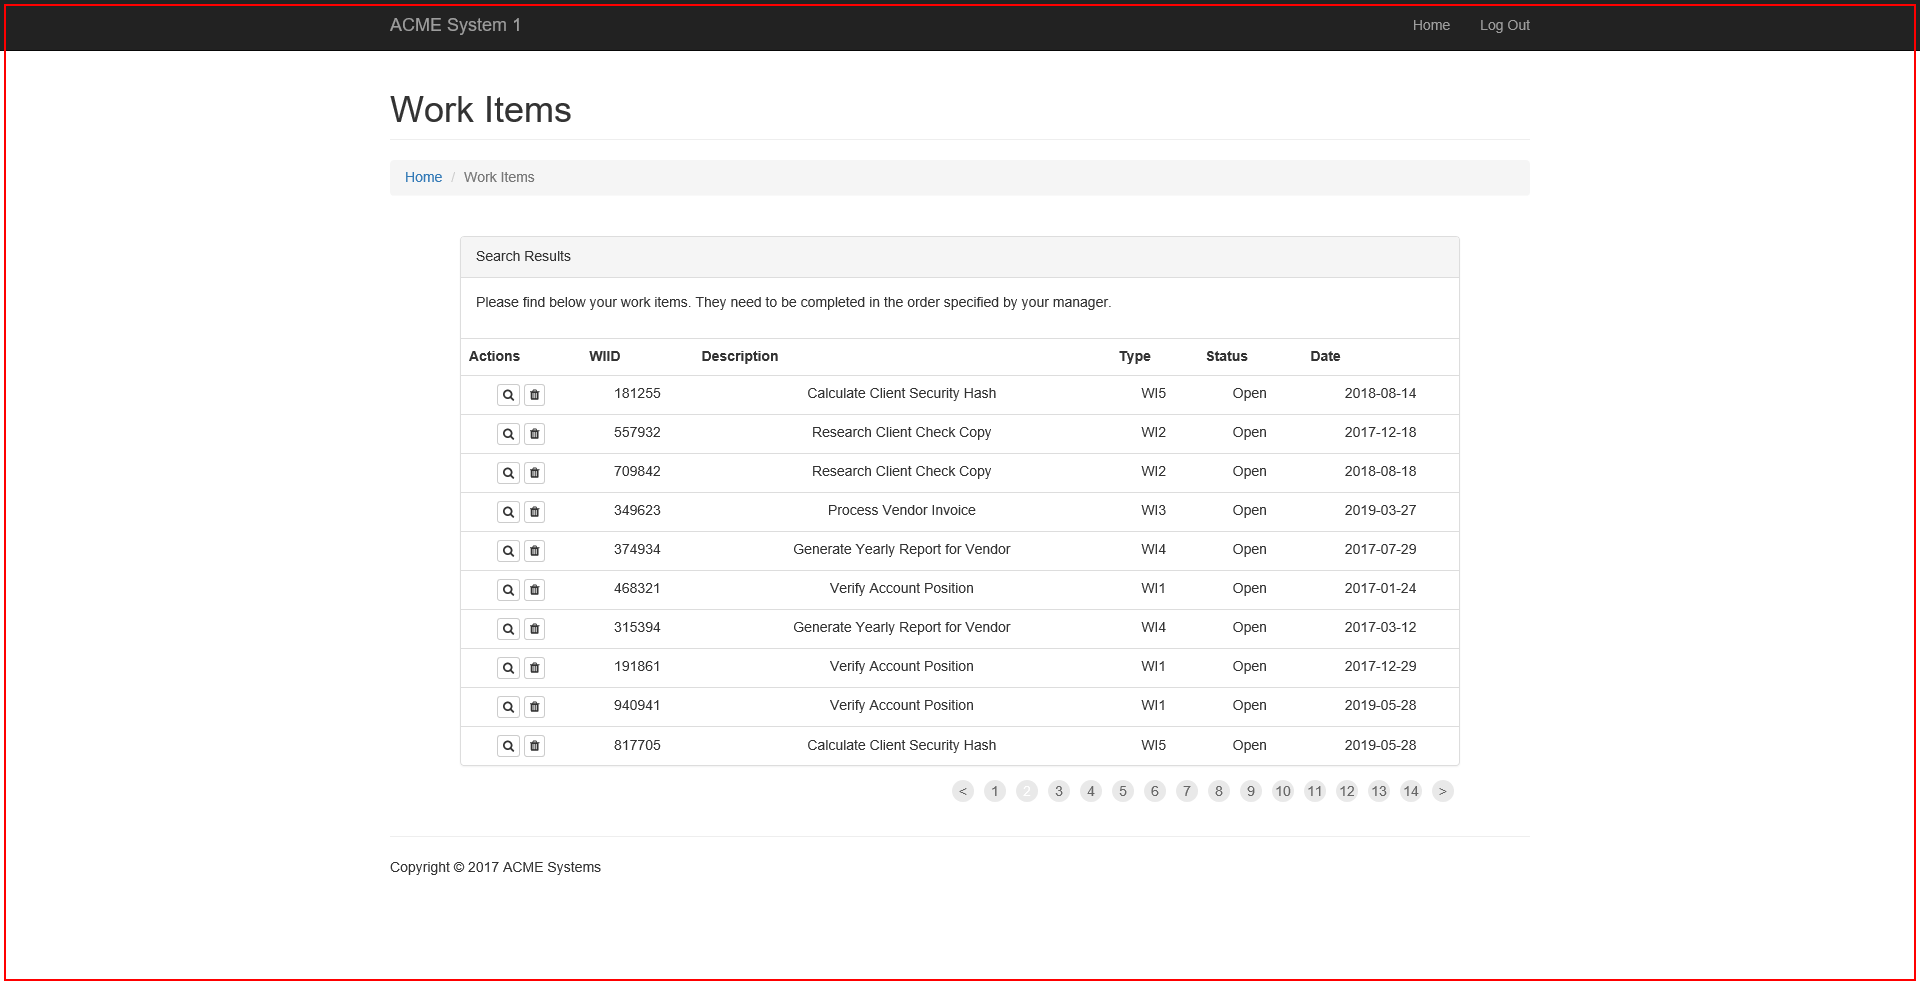 ACME System 1 Home Log Out
Work Items
Home / Work Items
Search Results
Please find below your work items. They need to be completed in the order specified by your manager.
Actions WIID Description Type Status Date
181255 Calculate Client Security Hash WI5 Open 2018-08-14
557932 Research Client Check Copy WI2 Open 2017-12-18
709842 Research Client Check Copy WI2 Open 2018-08-18
349623 Process Vendor Invoice WI3 Open 2019-03-27
374934 Generate Yearly Report for Vendor WI4 Open 2017-07-29
468321 Verify Account Position WI1 Open 2017-01-24
315394 Generate Yearly Report for Vendor WI4 Open 2017-03-12
191861 Verify Account Position WI1 Open 2017-12-29
940941 Verify Account Position WI1 Open 2019-05-28
817705 Calculate Client Security Hash WI5 Open 2019-05-28
< 1 2 3 4 5 6 7 8 9 10 11 12 13 14 >
Copyright © 2017 ACME Systems